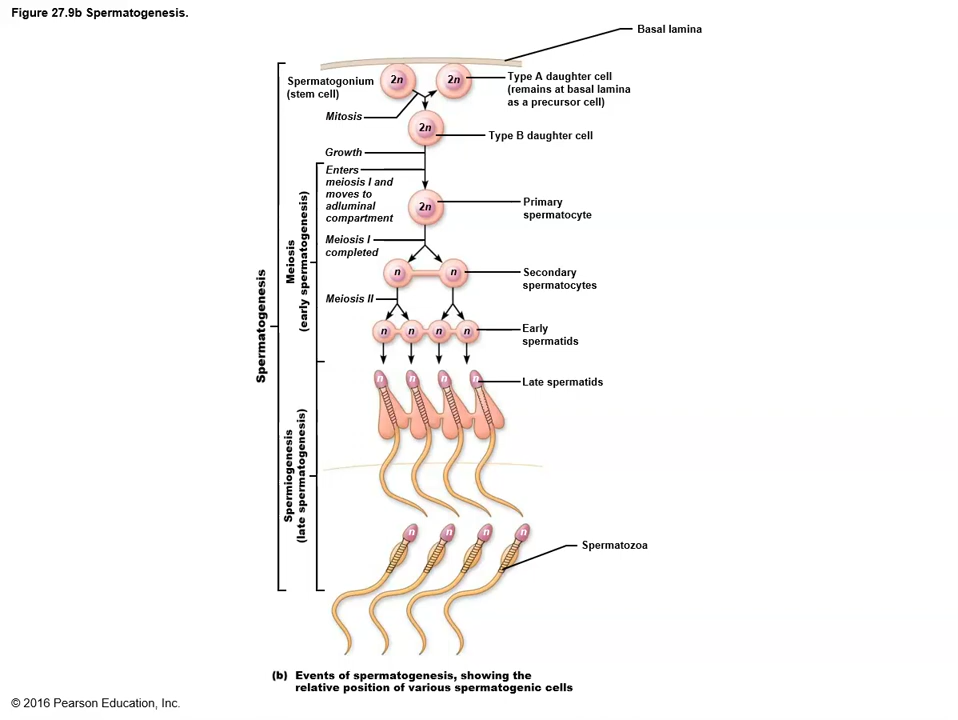 Figure 27.9b Spermatogenesis.
Basal lamina
Spermatogonium
(stem cell)
2n
2n
Type A daughter cell
(remains at basal lamina
as a precursor cell)
Mitosis
2n
Type B daughter cell
Growth
Enters
meiosis I and
moves to
adluminal
compartment
2n
Primary
spermatocyte
Meiosis I
completed
n
n
Secondary
spermatocytes
Meiosis II
n
n
n
n
Early
spermatids
Meiosis
(early spermatogenesis)
Spermatogenesis
n
n
n
n
Late spermatids
Spermiogenesis
(late spermatogenesis)
n
n
n
n
Spermatozoa
(b) Events of spermatogenesis, showing the
relative position of various spermatogenic cells
© 2016 Pearson Education, Inc.